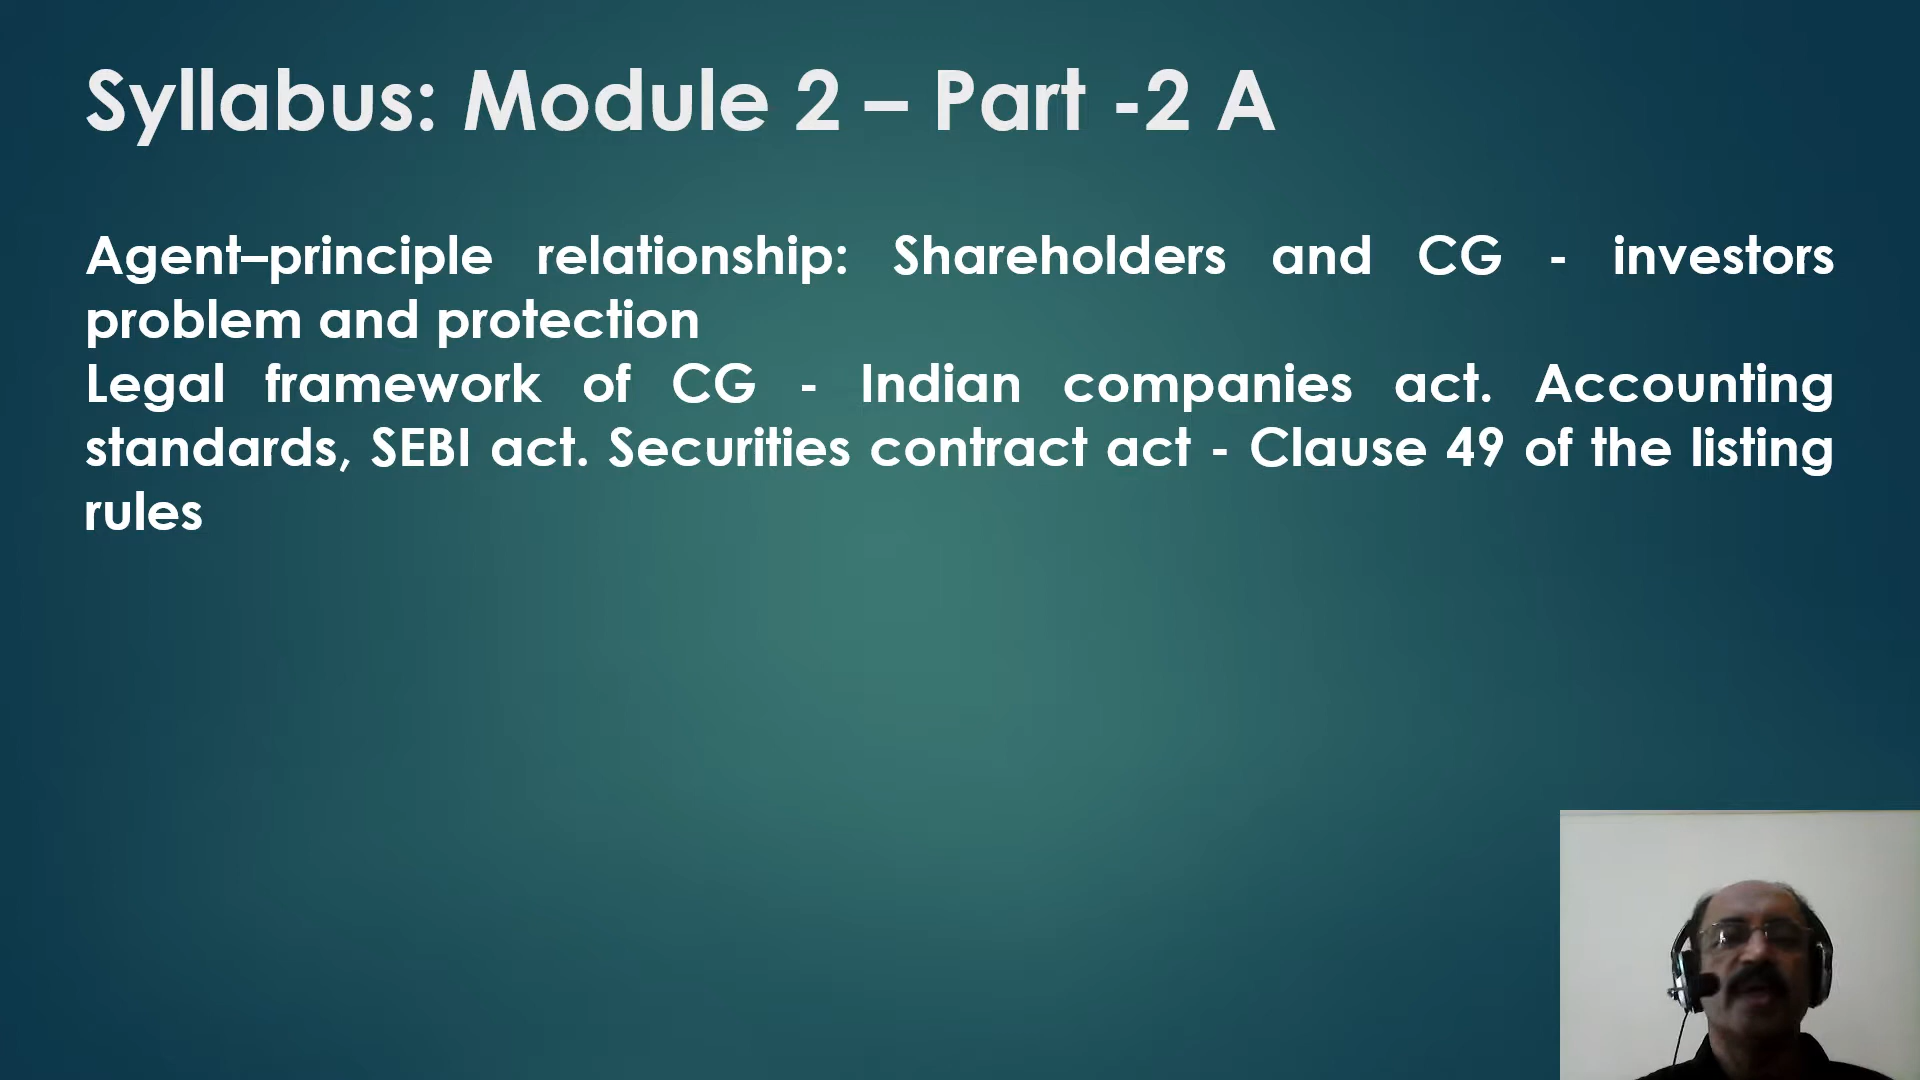 Syllabus: Module 2 – Part -2 A
Agent–principle relationship: Shareholders and CG - investors
problem and protection
Legal framework of CG - Indian companies act. Accounting
standards, SEBI act. Securities contract act - Clause 49 of the listing
rules